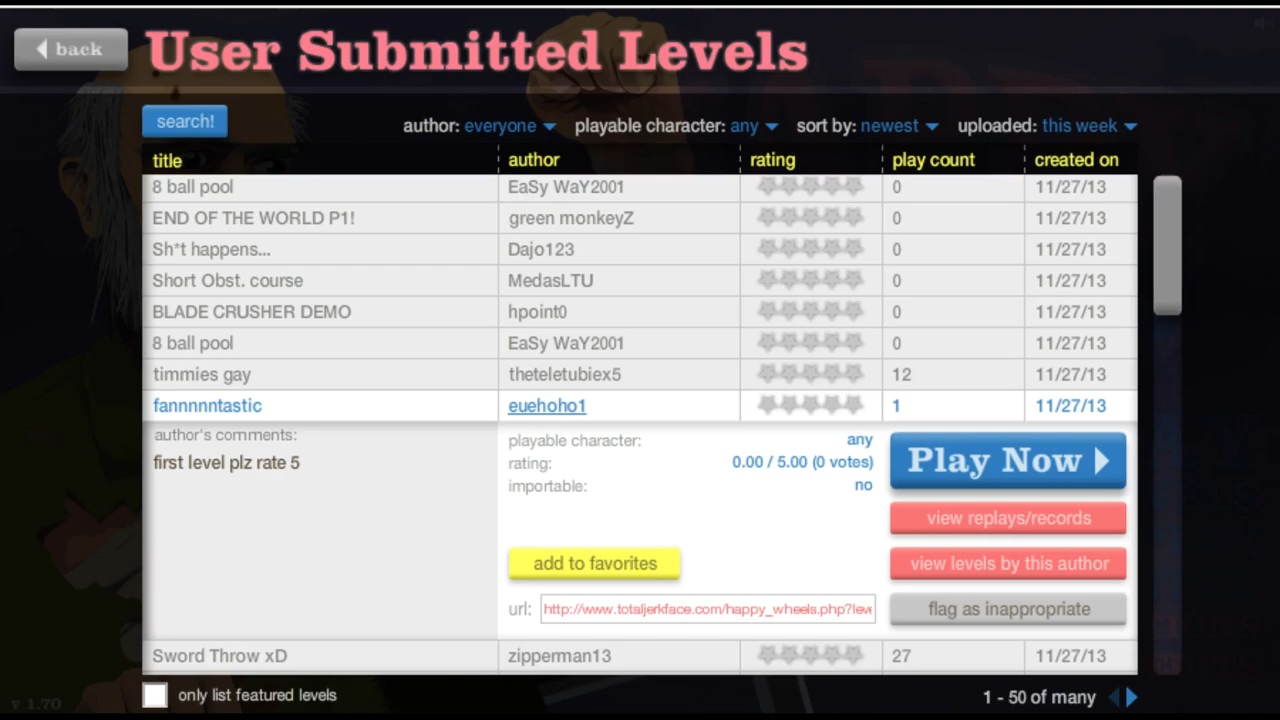 back
User Submitted Levels
search!
author: everyone playable character: any sort by: newest uploaded: this week
title author rating play count created on
8 ball pool EaSy WaY2001 0 11/27/13
END OF THE WORLD P1! green monkeyZ 0 11/27/13
Sh*t happens... Dajo123 0 11/27/13
Short Obst. course MedasLTU 0 11/27/13
BLADE CRUSHER DEMO hpoint0 0 11/27/13
8 ball pool EaSy WaY2001 0 11/27/13
timmies gay theteletubiex5 12 11/27/13
fannnnntastic euehoho1 1 11/27/13
author's comments:
first level plz rate 5
playable character: any
rating: 0.00 / 5.00 (0 votes)
importable: no
Play Now
view replays/records
add to favorites
view levels by this author
url: http://www.totaljerkface.com/happy_wheels.php?leve
flag as inappropriate
Sword Throw xD zipperman13 27 11/27/13
only list featured levels
1 - 50 of many
v 1.70